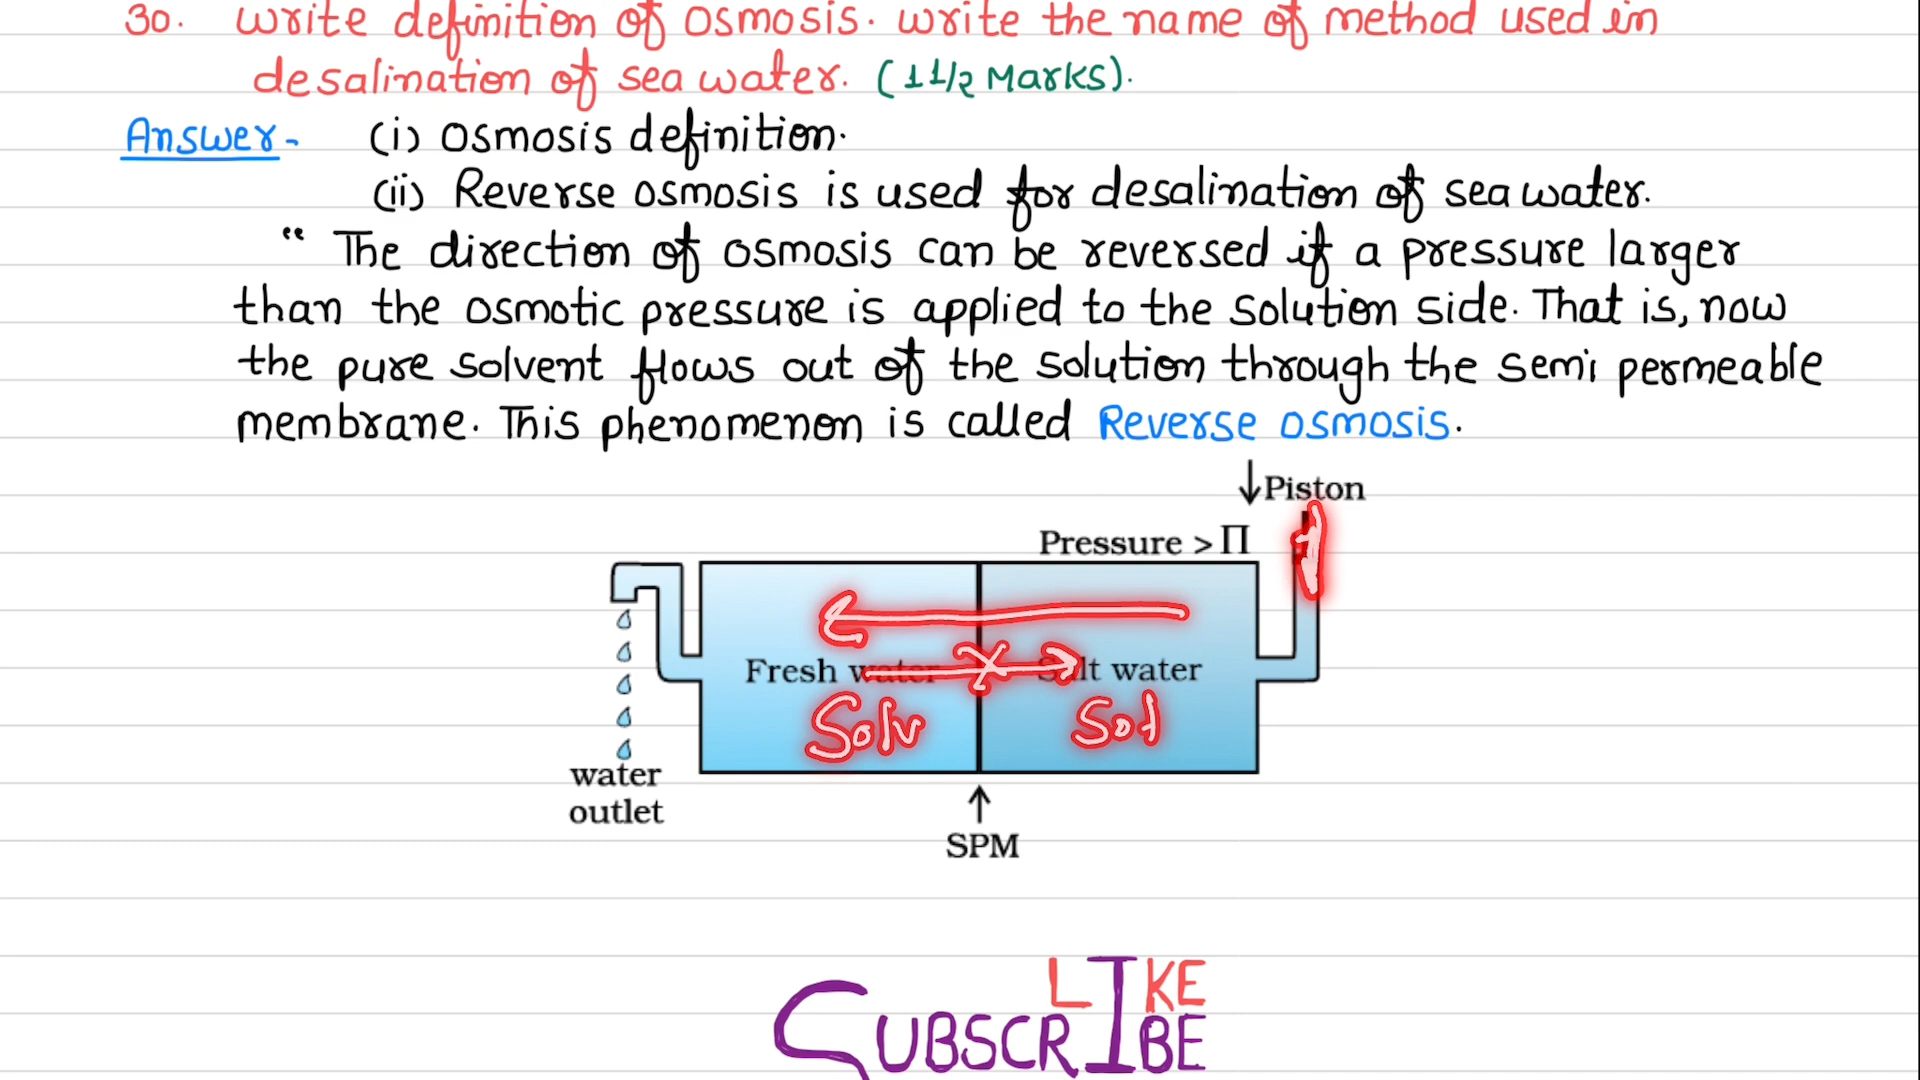 30. Write definition of osmosis. write the name of method used in
desalination of sea water. (1 1/2 Marks).
Answer- (i) Osmosis definition.
(ii) Reverse osmosis is used for desalination of sea water.
“ The direction of osmosis can be reversed if a pressure larger
than the osmotic pressure is applied to the solution side. That is, now
the pure solvent flows out of the solution through the semi permeable
membrane. This phenomenon is called Reverse osmosis.
↓Piston
Pressure > Π
Fresh water Salt water
Solv Sol
water
outlet
SPM
LIKE
SUBSCRIBE